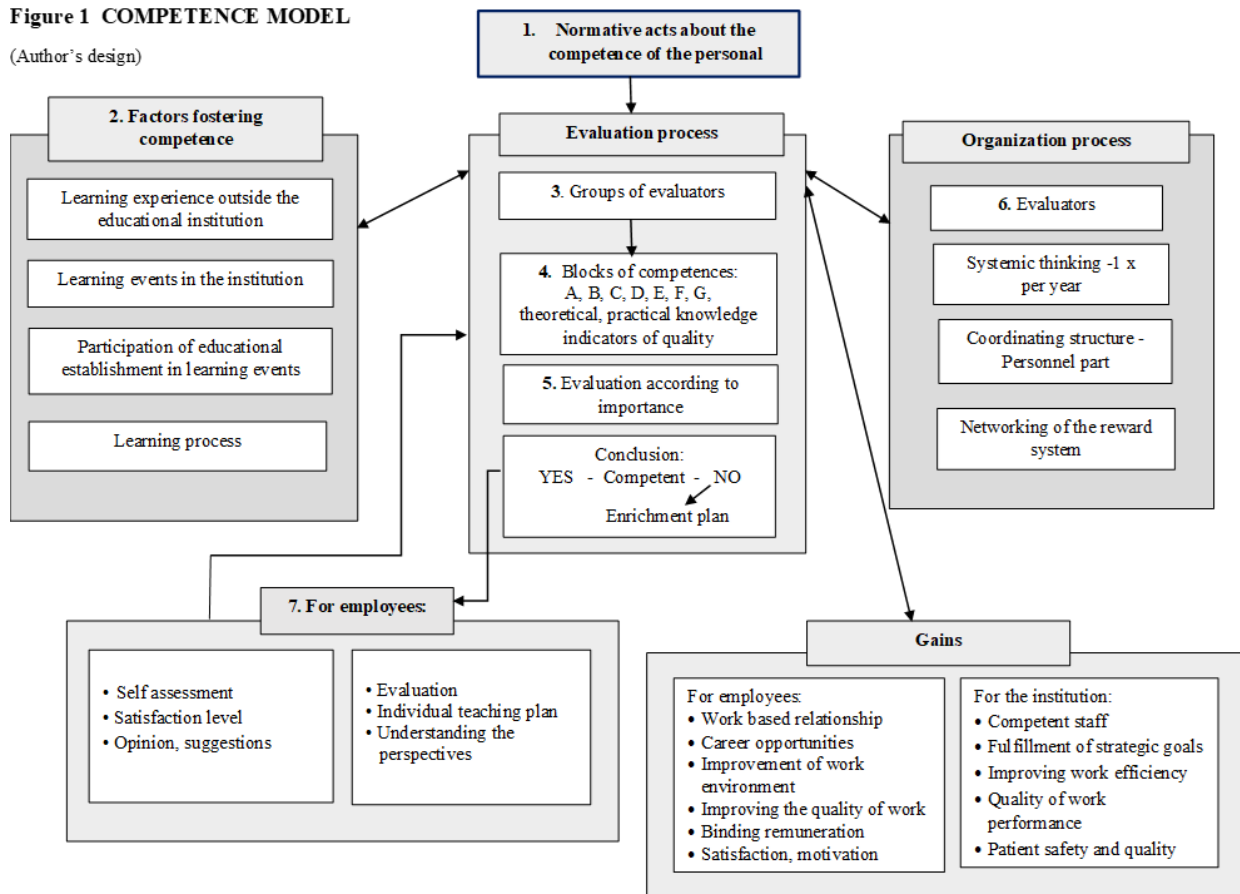 Figure 1 COMPETENCE MODEL
(Author's design)
1. Normative acts about the
competence of the personal
2. Factors fostering
competence
Learning experience outside the
educational institution
Learning events in the institution
Participation of educational
establishment in learning events
Learning process
Evaluation process
3. Groups of evaluators
4. Blocks of competences:
A, B, C, D, E, F, G,
theoretical, practical knowledge
indicators of quality
5. Evaluation according to
importance
Conclusion:
YES - Competent - NO
Enrichment plan
Organization process
6. Evaluators
Systemic thinking -1 x
per year
Coordinating structure -
Personnel part
Networking of the reward
system
7. For employees:
• Self assessment
• Satisfaction level
• Opinion, suggestions
• Evaluation
• Individual teaching plan
• Understanding the
perspectives
Gains
For employees:
• Work based relationship
• Career opportunities
• Improvement of work
environment
• Improving the quality of work
• Binding remuneration
• Satisfaction, motivation
For the institution:
• Competent staff
• Fulfillment of strategic goals
• Improving work efficiency
• Quality of work
performance
• Patient safety and quality